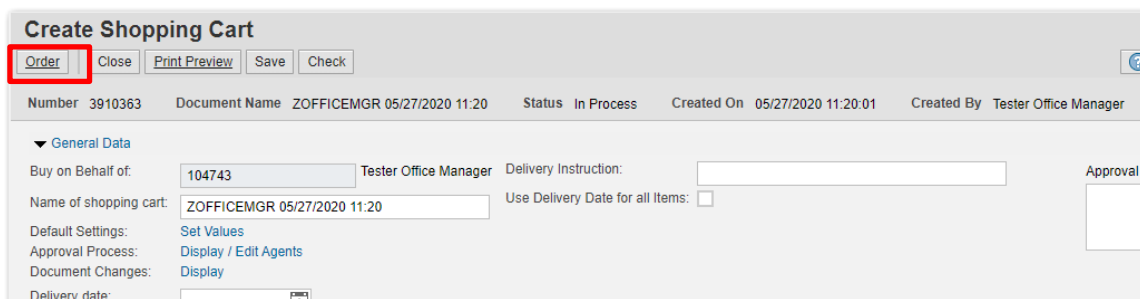 Create Shopping Cart
Order Close Print Preview Save Check
Number 3910363 Document Name ZOFFICEMGR 05/27/2020 11:20 Status In Process Created On 05/27/2020 11:20:01 Created By Tester Office Manager
General Data
Buy on Behalf of: 104743 Tester Office Manager Delivery Instruction: Approval
Name of shopping cart: ZOFFICEMGR 05/27/2020 11:20 Use Delivery Date for all Items:
Default Settings: Set Values
Approval Process: Display / Edit Agents
Document Changes: Display
Delivery date: